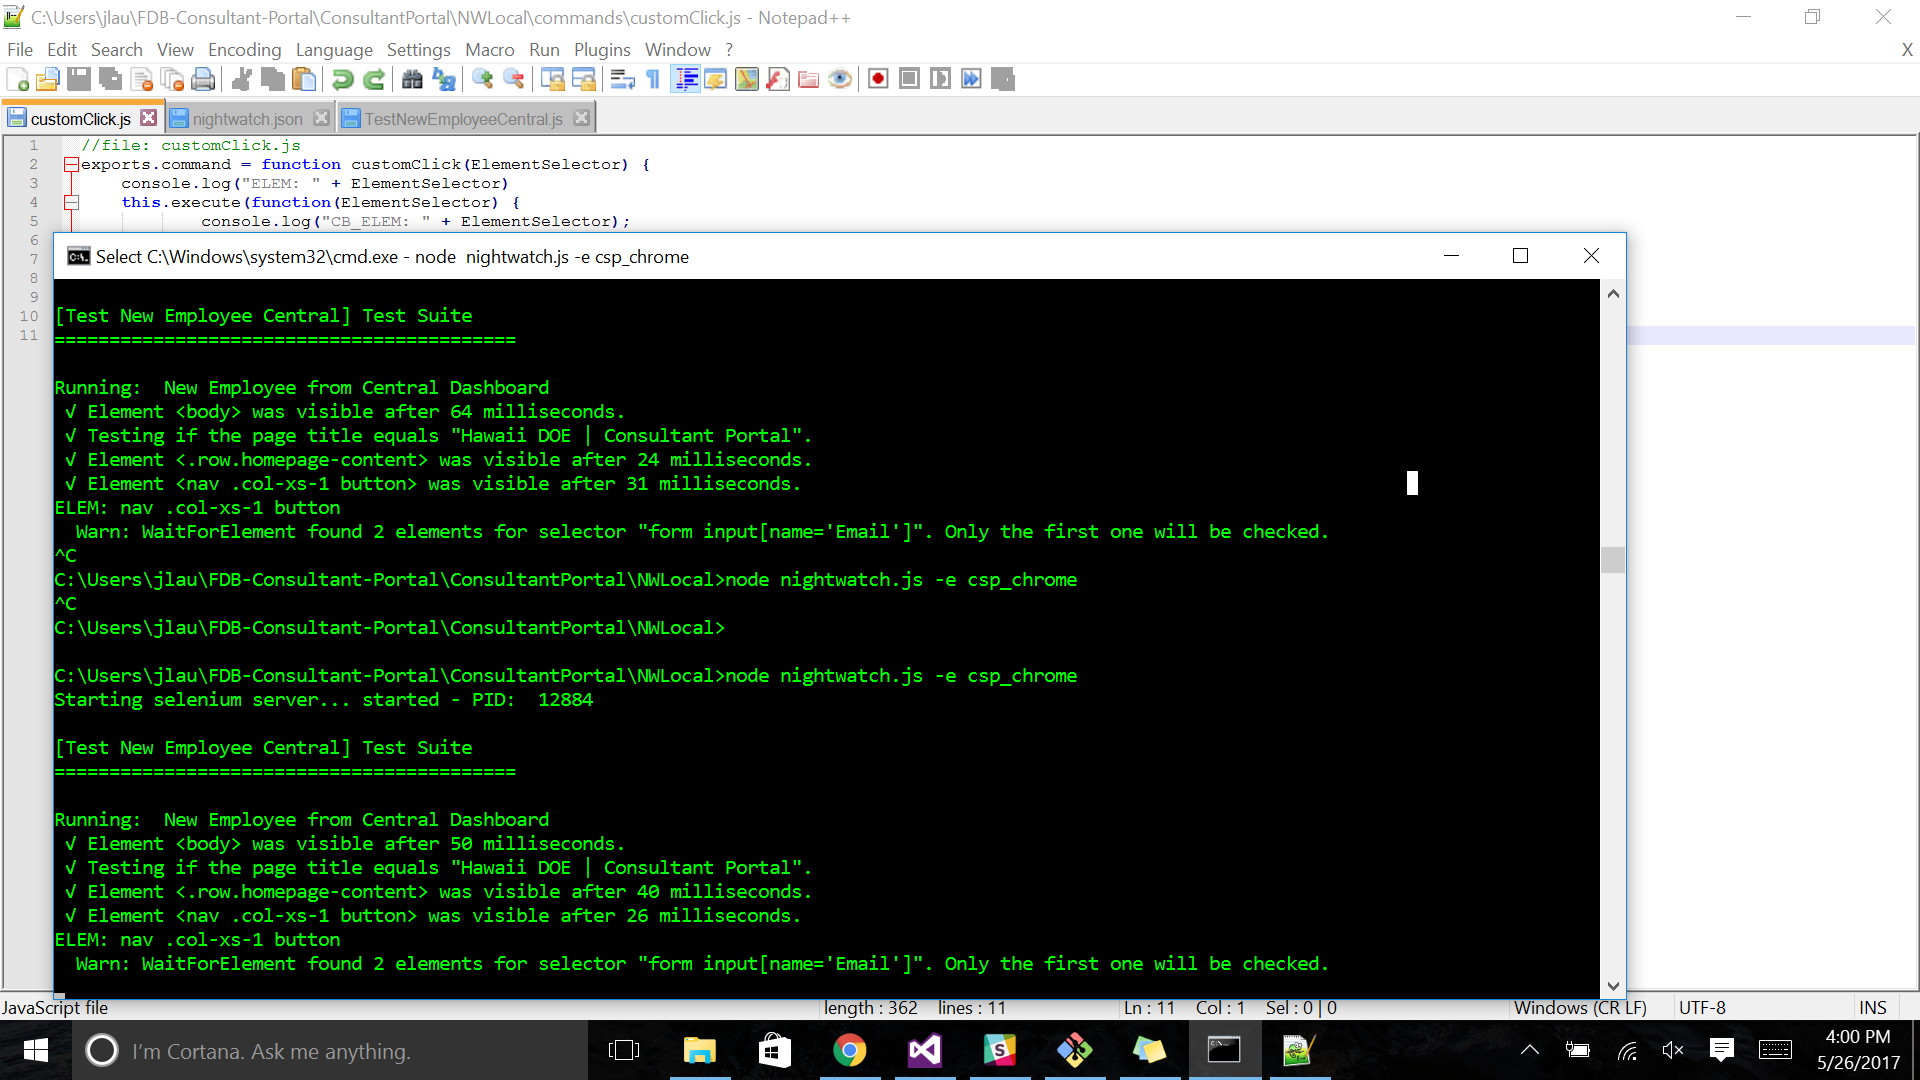 C:\Users\jlau\FDB-Consultant-Portal\ConsultantPortal\NWLocal\commands\customClick.js - Notepad++
File Edit Search View Encoding Language Settings Macro Run Plugins Window ?
X
customClick.js
nightwatch.json
TestNewEmployeeCentral.js
1 //file: customClick.js
2 exports.command = function customClick(ElementSelector) {
3 console.log("ELEM: " + ElementSelector)
4 this.execute(function(ElementSelector) {
5 console.log("CB_ELEM: " + ElementSelector);
6
7
8
9
10
11
Select C:\Windows\system32\cmd.exe - node  nightwatch.js -e csp_chrome
[Test New Employee Central] Test Suite
==========================================
Running:  New Employee from Central Dashboard
√ Element <body> was visible after 64 milliseconds.
√ Testing if the page title equals "Hawaii DOE | Consultant Portal".
√ Element <.row.homepage-content> was visible after 24 milliseconds.
√ Element <nav .col-xs-1 button> was visible after 31 milliseconds.
ELEM: nav .col-xs-1 button
Warn: WaitForElement found 2 elements for selector "form input[name='Email']". Only the first one will be checked.
^C
C:\Users\jlau\FDB-Consultant-Portal\ConsultantPortal\NWLocal>node nightwatch.js -e csp_chrome
^C
C:\Users\jlau\FDB-Consultant-Portal\ConsultantPortal\NWLocal>
C:\Users\jlau\FDB-Consultant-Portal\ConsultantPortal\NWLocal>node nightwatch.js -e csp_chrome
Starting selenium server... started - PID:  12884
[Test New Employee Central] Test Suite
==========================================
Running:  New Employee from Central Dashboard
√ Element <body> was visible after 50 milliseconds.
√ Testing if the page title equals "Hawaii DOE | Consultant Portal".
√ Element <.row.homepage-content> was visible after 40 milliseconds.
√ Element <nav .col-xs-1 button> was visible after 26 milliseconds.
ELEM: nav .col-xs-1 button
Warn: WaitForElement found 2 elements for selector "form input[name='Email']". Only the first one will be checked.
JavaScript file length : 362 lines : 11 Ln : 11 Col : 1 Sel : 0 | 0 Windows (CR LF) UTF-8 INS
I'm Cortana. Ask me anything.
4:00 PM
5/26/2017